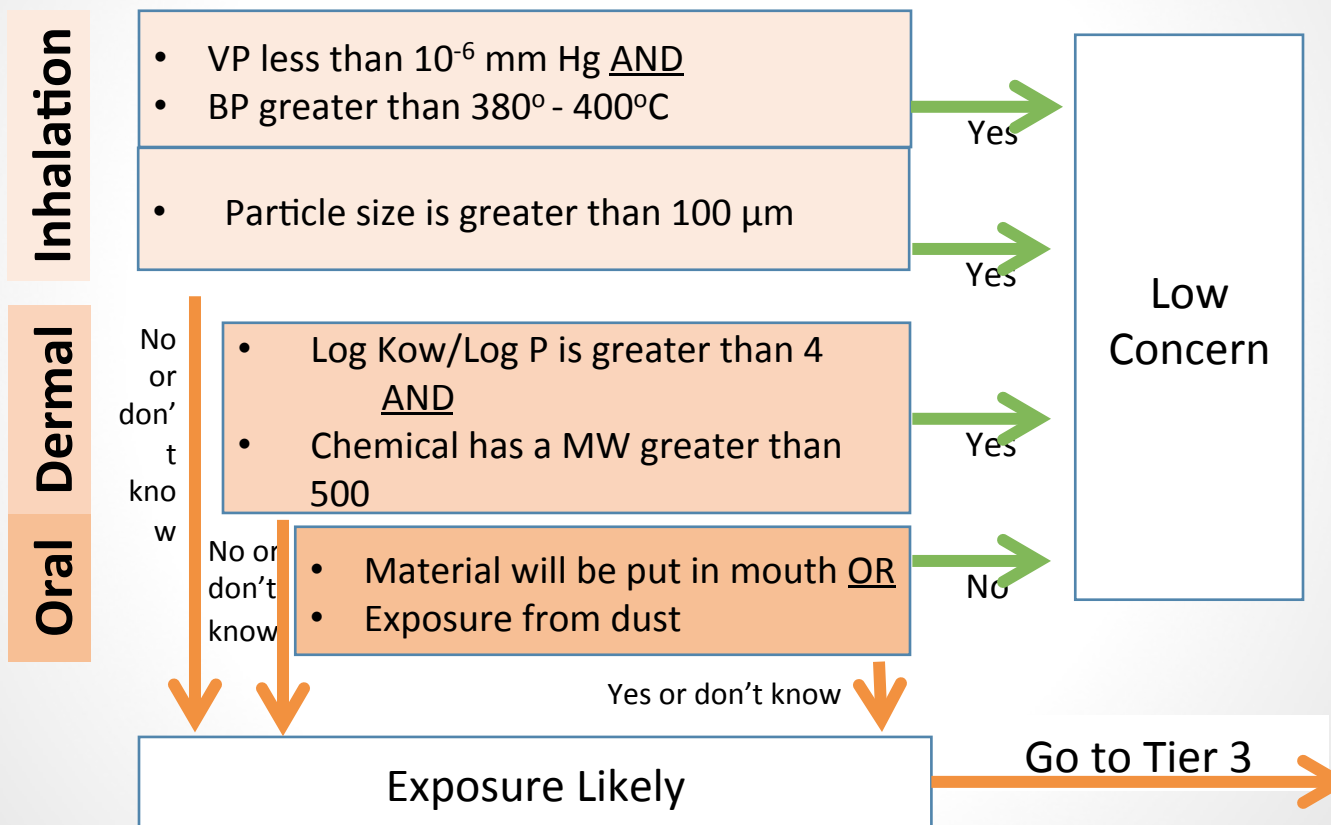 Inhalation
• VP less than 10⁻⁶ mm Hg AND
• BP greater than 380º - 400ºC
Yes
• Particle size is greater than 100 µm
Yes
Low
Concern
Dermal
No
or
don'
t
kno
w
• Log Kow/Log P is greater than 4
AND
• Chemical has a MW greater than
500
Yes
Oral
No or
don't
know
• Material will be put in mouth OR
• Exposure from dust
No
Yes or don't know
Exposure Likely
Go to Tier 3